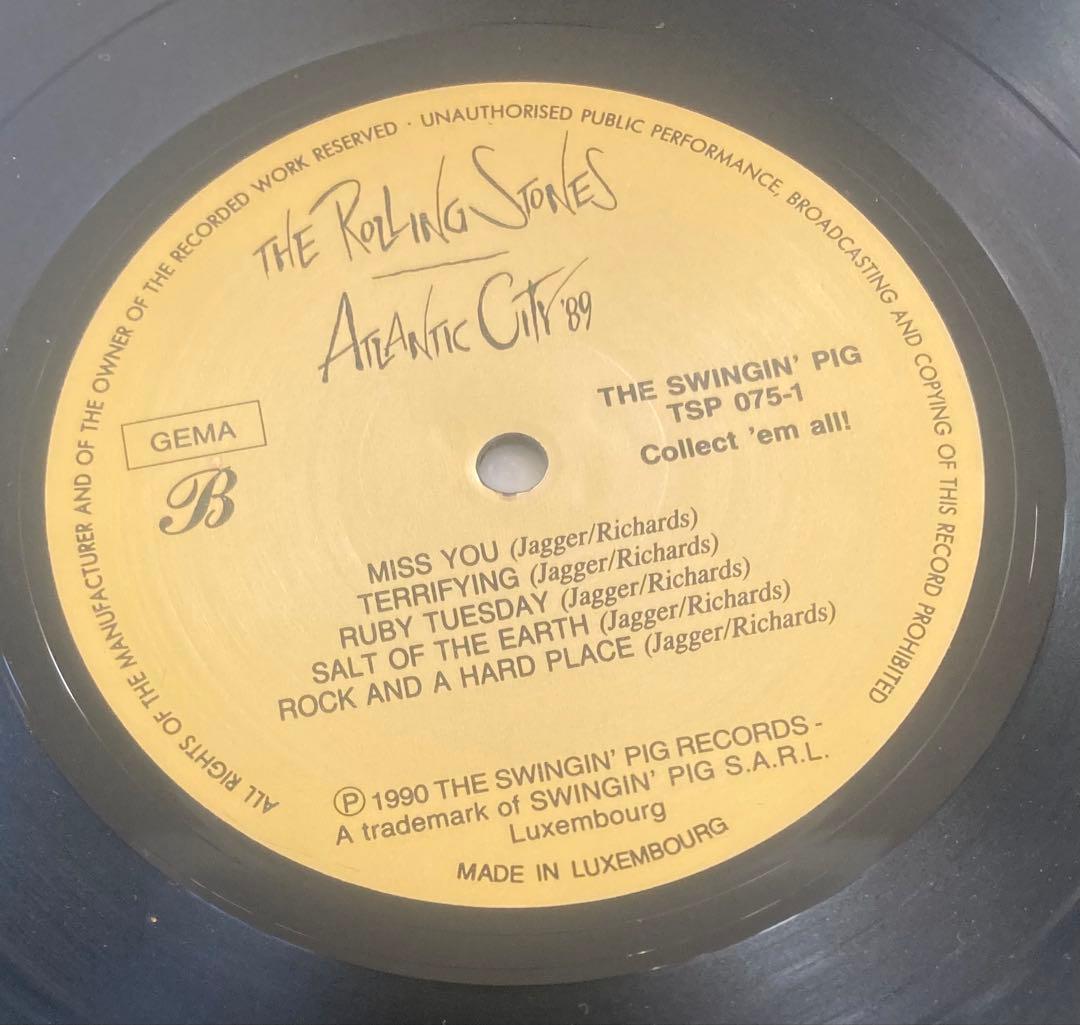 ALL RIGHTS OF THE MANUFACTURER AND OF THE OWNER OF THE RECORDED WORK RESERVED · UNAUTHORISED PUBLIC PERFORMANCE, BROADCASTING AND COPYING OF THIS RECORD PROHIBITED
THE ROLLING STONES
ATLANTIC CITY '89
THE SWINGIN' PIG
TSP 075-1
Collect 'em all!
GEMA
B
MISS YOU (Jagger/Richards)
TERRIFYING (Jagger/Richards)
RUBY TUESDAY (Jagger/Richards)
SALT OF THE EARTH (Jagger/Richards)
ROCK AND A HARD PLACE (Jagger/Richards)
Ⓟ 1990 THE SWINGIN' PIG RECORDS -
A trademark of SWINGIN' PIG S.A.R.L.
Luxembourg
MADE IN LUXEMBOURG